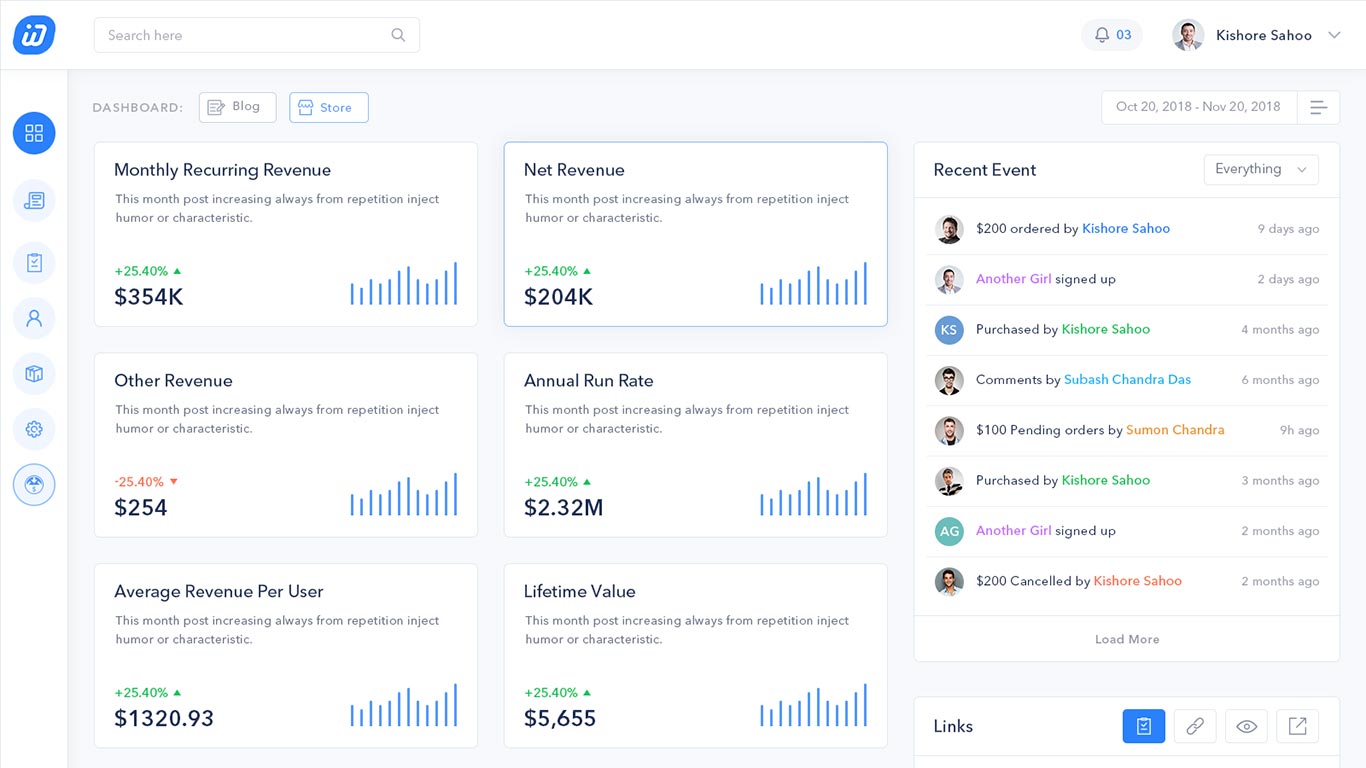 Search here
03
Kishore Sahoo
DASHBOARD:
Blog
Store
Oct 20, 2018 - Nov 20, 2018
Monthly Recurring Revenue
This month post increasing always from repetition inject
humor or characteristic.
+25.40%
$354K
Net Revenue
This month post increasing always from repetition inject
humor or characteristic.
+25.40%
$204K
Other Revenue
This month post increasing always from repetition inject
humor or characteristic.
-25.40%
$254
Annual Run Rate
This month post increasing always from repetition inject
humor or characteristic.
+25.40%
$2.32M
Average Revenue Per User
This month post increasing always from repetition inject
humor or characteristic.
+25.40%
$1320.93
Lifetime Value
This month post increasing always from repetition inject
humor or characteristic.
+25.40%
$5,655
Recent Event
Everything
$200 ordered by Kishore Sahoo 9 days ago
Another Girl signed up 2 days ago
KS Purchased by Kishore Sahoo 4 months ago
Comments by Subash Chandra Das 6 months ago
$100 Pending orders by Sumon Chandra 9h ago
Purchased by Kishore Sahoo 3 months ago
AG Another Girl signed up 2 months ago
$200 Cancelled by Kishore Sahoo 2 months ago
Load More
Links